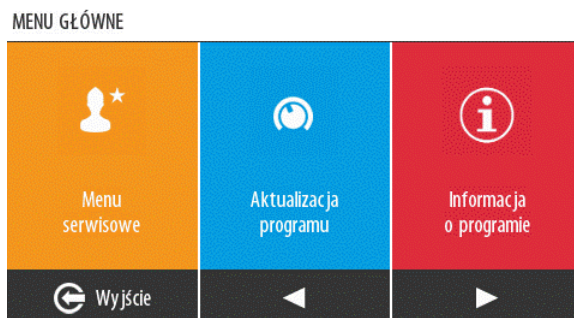 MENU GŁÓWNE
Menu
serwisowe
Aktualizacja
programu
Informacja
o programie
Wyjście